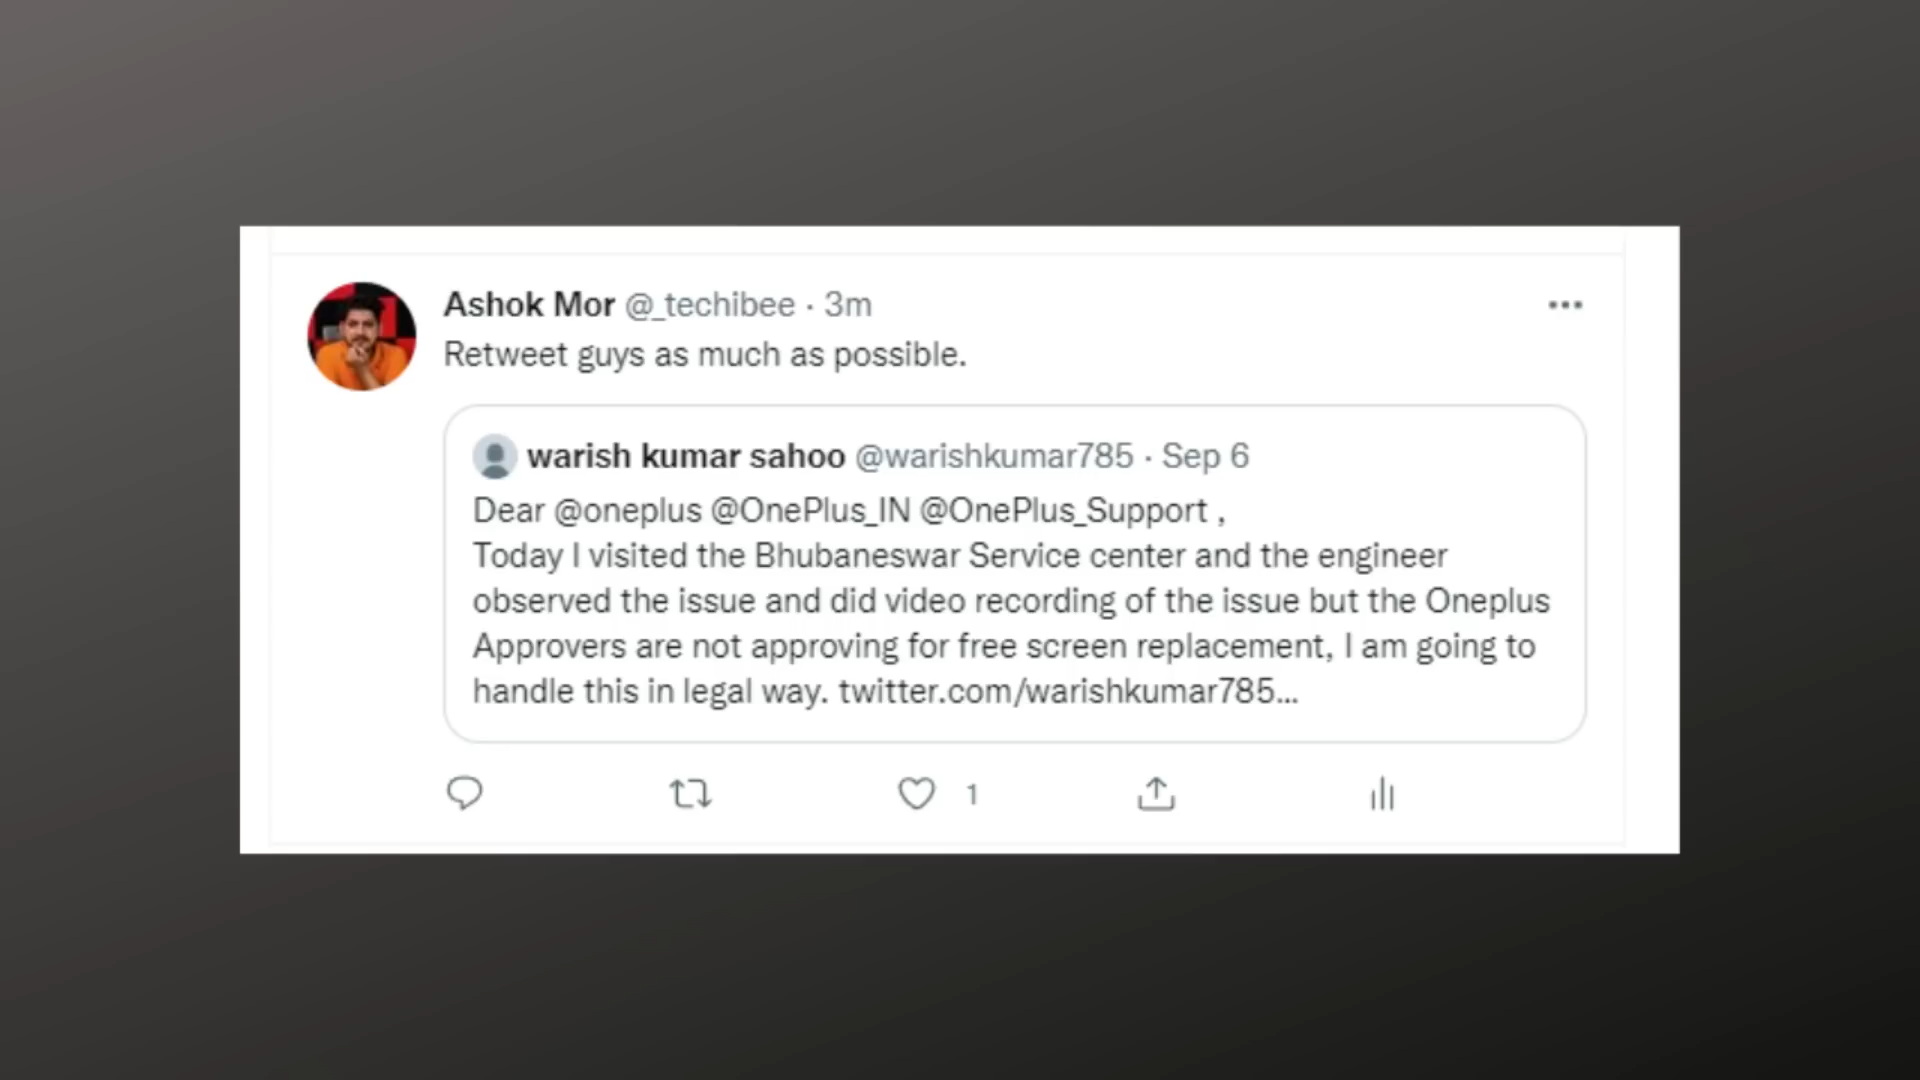 Ashok Mor @_techibee · 3m
Retweet guys as much as possible.
warish kumar sahoo @warishkumar785 · Sep 6
Dear @oneplus @OnePlus_IN @OnePlus_Support ,
Today I visited the Bhubaneswar Service center and the engineer
observed the issue and did video recording of the issue but the Oneplus
Approvers are not approving for free screen replacement, I am going to
handle this in legal way. twitter.com/warishkumar785...
1